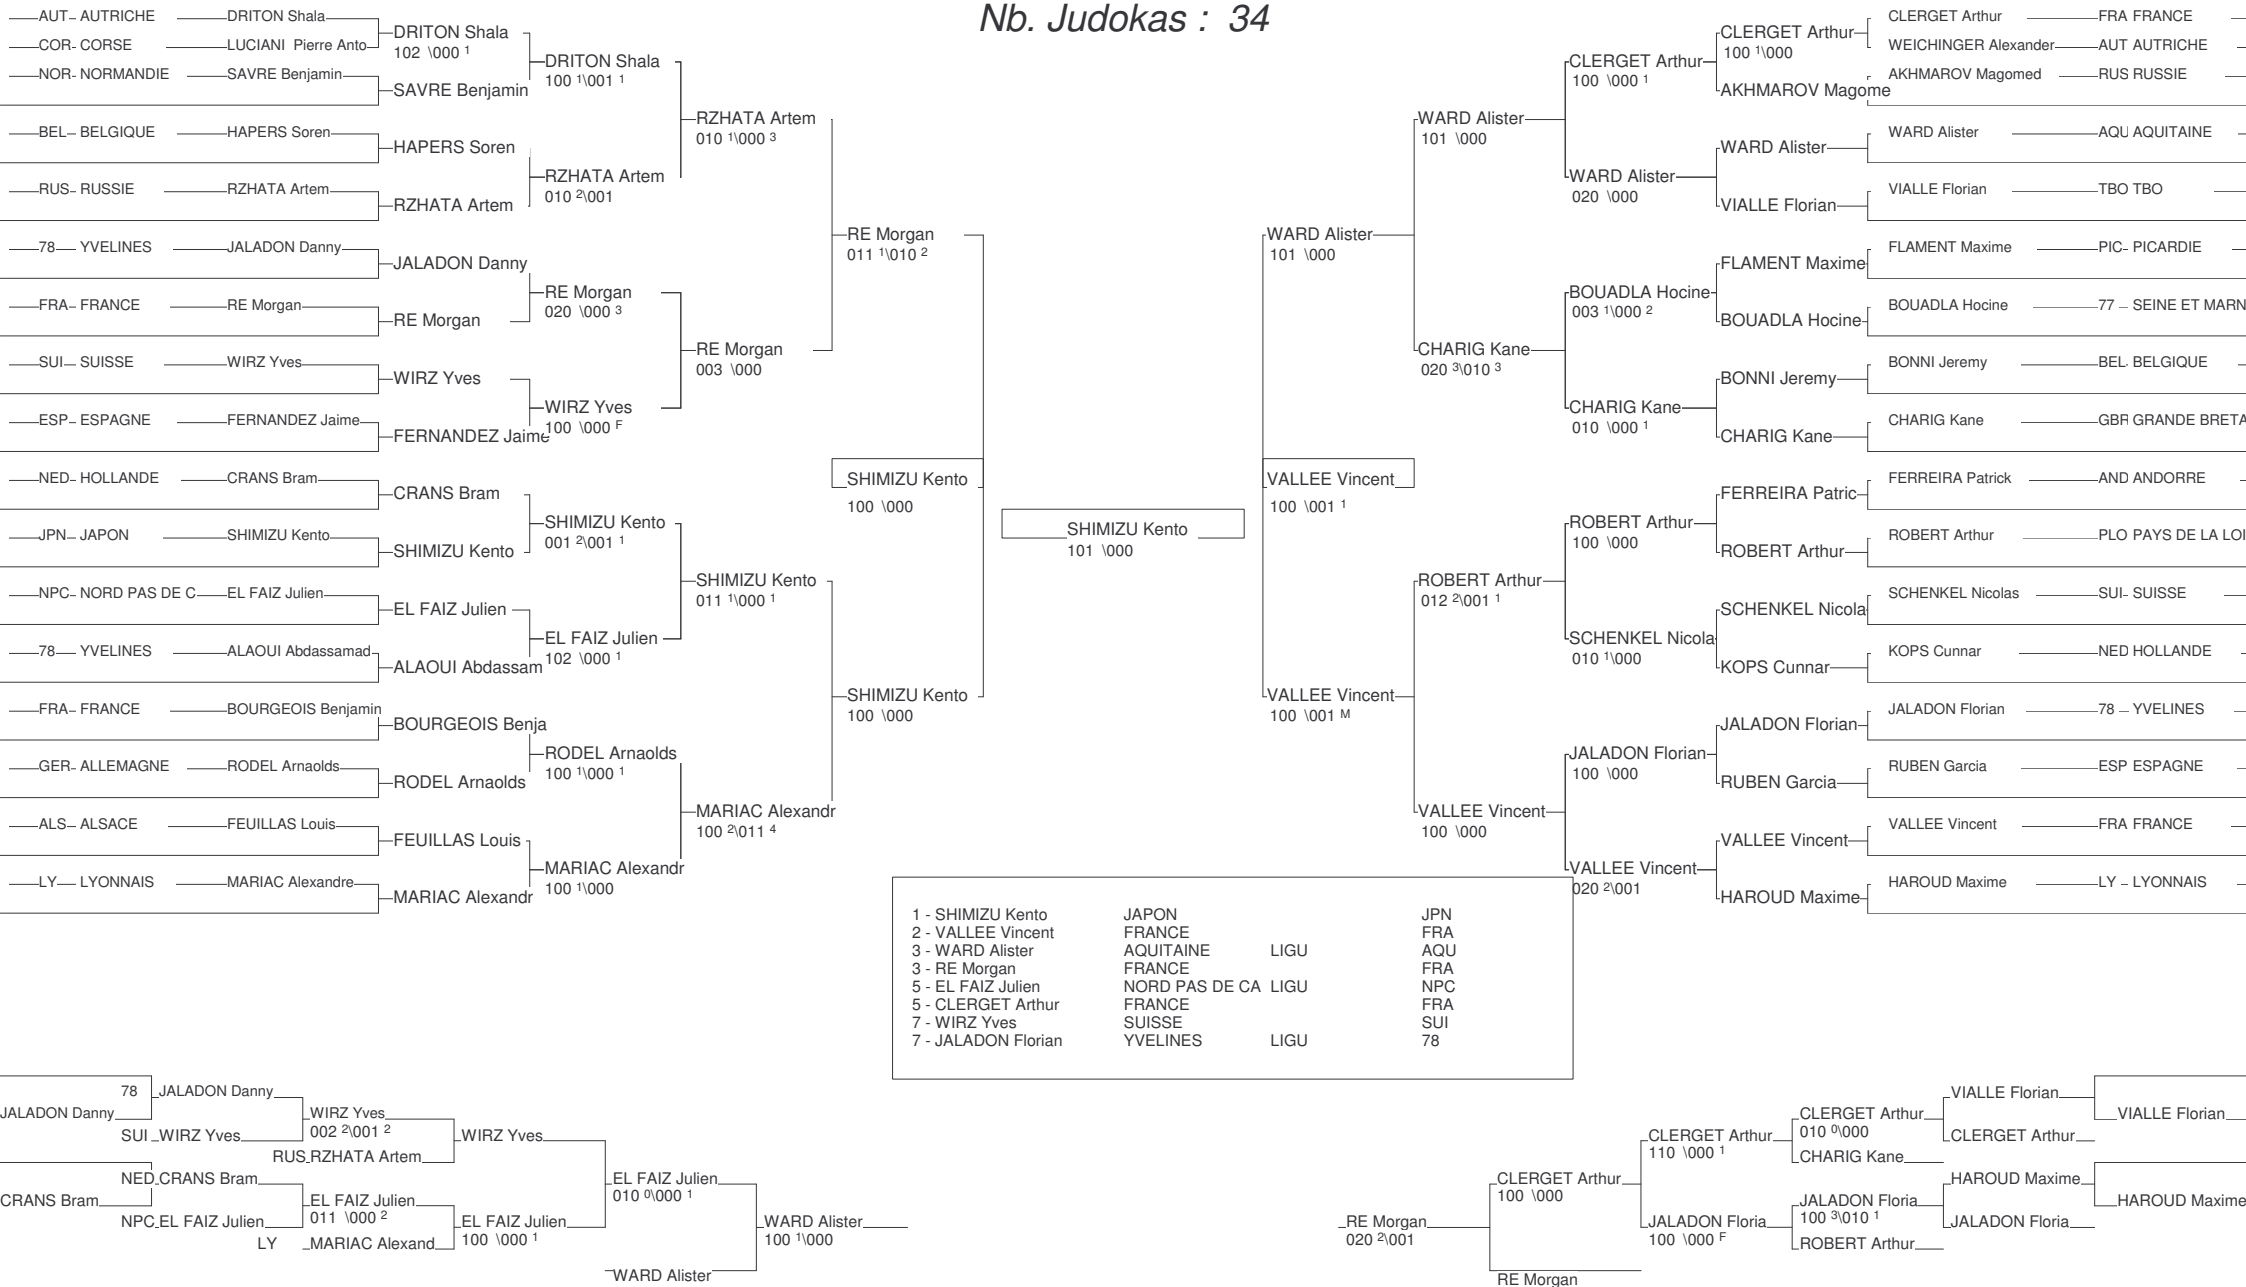 Nb. Judokas : 34
AUT AUTRICHE DRITON Shala
COR CORSE LUCIANI Pierre Anto
NOR NORMANDIE SAVRE Benjamin
BEL BELGIQUE HAPERS Soren
RUS RUSSIE RZHATA Artem
78 YVELINES JALADON Danny
FRA FRANCE RE Morgan
SUI SUISSE WIRZ Yves
ESP ESPAGNE FERNANDEZ Jaime
NED HOLLANDE CRANS Bram
JPN JAPON SHIMIZU Kento
NPC NORD PAS DE C EL FAIZ Julien
78 YVELINES ALAOUI Abdassamad
FRA FRANCE BOURGEOIS Benjamin
GER ALLEMAGNE RODEL Arnaolds
ALS ALSACE FEUILLAS Louis
LY LYONNAIS MARIAC Alexandre
DRITON Shala
102 \000 1
SAVRE Benjamin
HAPERS Soren
RZHATA Artem
JALADON Danny
RE Morgan
WIRZ Yves
FERNANDEZ Jaime
CRANS Bram
SHIMIZU Kento
EL FAIZ Julien
ALAOUI Abdassam
BOURGEOIS Benja
RODEL Arnaolds
FEUILLAS Louis
MARIAC Alexandr
DRITON Shala
100 1\001 1
RZHATA Artem
010 2\001
RE Morgan
020 \000 3
WIRZ Yves
100 \000 F
SHIMIZU Kento
001 2\001 1
EL FAIZ Julien
102 \000 1
RODEL Arnaolds
100 1\000 1
MARIAC Alexandr
100 1\000
RZHATA Artem
010 1\000 3
RE Morgan
003 \000
SHIMIZU Kento
011 1\000 1
MARIAC Alexandr
100 2\011 4
RE Morgan
011 1\010 2
SHIMIZU Kento
100 \000
SHIMIZU Kento
100 \000
SHIMIZU Kento
101 \000
WARD Alister
101 \000
VALLEE Vincent
100 \001 1
VALLEE Vincent
100 \001 M
WARD Alister
101 \000
CHARIG Kane
020 3\010 3
ROBERT Arthur
012 2\001 1
VALLEE Vincent
100 \000
CLERGET Arthur
100 \000 1
WARD Alister
020 \000
BOUADLA Hocine
003 1\000 2
CHARIG Kane
010 \000 1
ROBERT Arthur
100 \000
SCHENKEL Nicola
010 1\000
JALADON Florian
100 \000
VALLEE Vincent
020 2\001
CLERGET Arthur
100 1\000
AKHMAROV Magome
WARD Alister
VIALLE Florian
FLAMENT Maxime
BOUADLA Hocine
BONNI Jeremy
CHARIG Kane
FERREIRA Patric
ROBERT Arthur
SCHENKEL Nicola
KOPS Cunnar
JALADON Florian
RUBEN Garcia
VALLEE Vincent
HAROUD Maxime
CLERGET Arthur FRA FRANCE
WEICHINGER Alexander AUT AUTRICHE
AKHMAROV Magomed RUS RUSSIE
WARD Alister AQU AQUITAINE
VIALLE Florian TBO TBO
FLAMENT Maxime PIC PICARDIE
BOUADLA Hocine 77 SEINE ET MARN
BONNI Jeremy BEL BELGIQUE
CHARIG Kane GBR GRANDE BRETA
FERREIRA Patrick AND ANDORRE
ROBERT Arthur PLO PAYS DE LA LOI
SCHENKEL Nicolas SUI SUISSE
KOPS Cunnar NED HOLLANDE
JALADON Florian 78 YVELINES
RUBEN Garcia ESP ESPAGNE
VALLEE Vincent FRA FRANCE
HAROUD Maxime LY LYONNAIS
1 - SHIMIZU Kento JAPON JPN
2 - VALLEE Vincent FRANCE FRA
3 - WARD Alister AQUITAINE LIGU AQU
3 - RE Morgan FRANCE FRA
5 - EL FAIZ Julien NORD PAS DE CA LIGU NPC
5 - CLERGET Arthur FRANCE FRA
7 - WIRZ Yves SUISSE SUI
7 - JALADON Florian YVELINES LIGU 78
78 JALADON Danny
JALADON Danny
SUI WIRZ Yves
WIRZ Yves
002 2\001 2
RUS RZHATA Artem
WIRZ Yves
NED CRANS Bram
CRANS Bram
NPC EL FAIZ Julien
EL FAIZ Julien
011 \000 2
LY MARIAC Alexand
EL FAIZ Julien
100 \000 1
EL FAIZ Julien
010 0\000 1
WARD Alister
WARD Alister
100 1\000
RE Morgan
020 2\001
CLERGET Arthur
100 \000
RE Morgan
CLERGET Arthur
110 \000 1
JALADON Floria
100 \000 F
CLERGET Arthur
010 0\000
CHARIG Kane
JALADON Floria
100 3\010 1
ROBERT Arthur
VIALLE Florian
CLERGET Arthur
HAROUD Maxime
JALADON Floria
VIALLE Florian
HAROUD Maxime